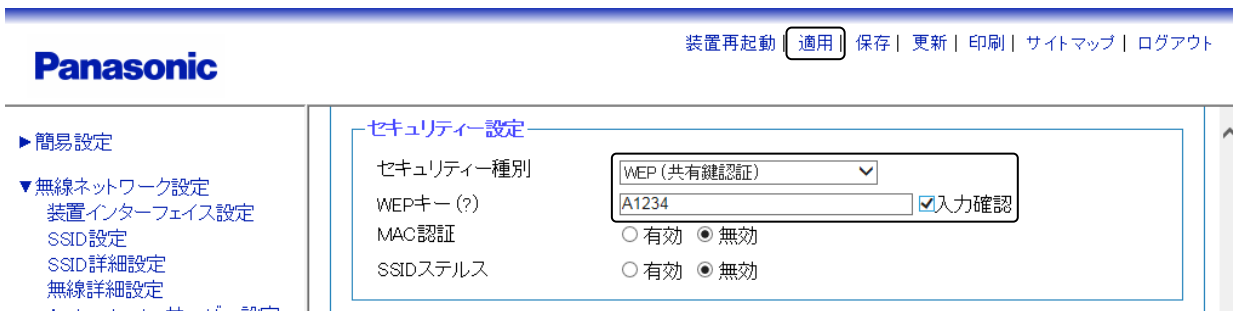 装置再起動 | 適用 | 保存 | 更新 | 印刷 | サイトマップ | ログアウト
Panasonic
▶簡易設定
▼無線ネットワーク設定
装置インターフェイス設定
SSID設定
SSID詳細設定
無線詳細設定
セキュリティー設定
セキュリティー種別 WEP(共有鍵認証)
WEPキー(?) A1234 入力確認
MAC認証 有効 無効
SSIDステルス 有効 無効